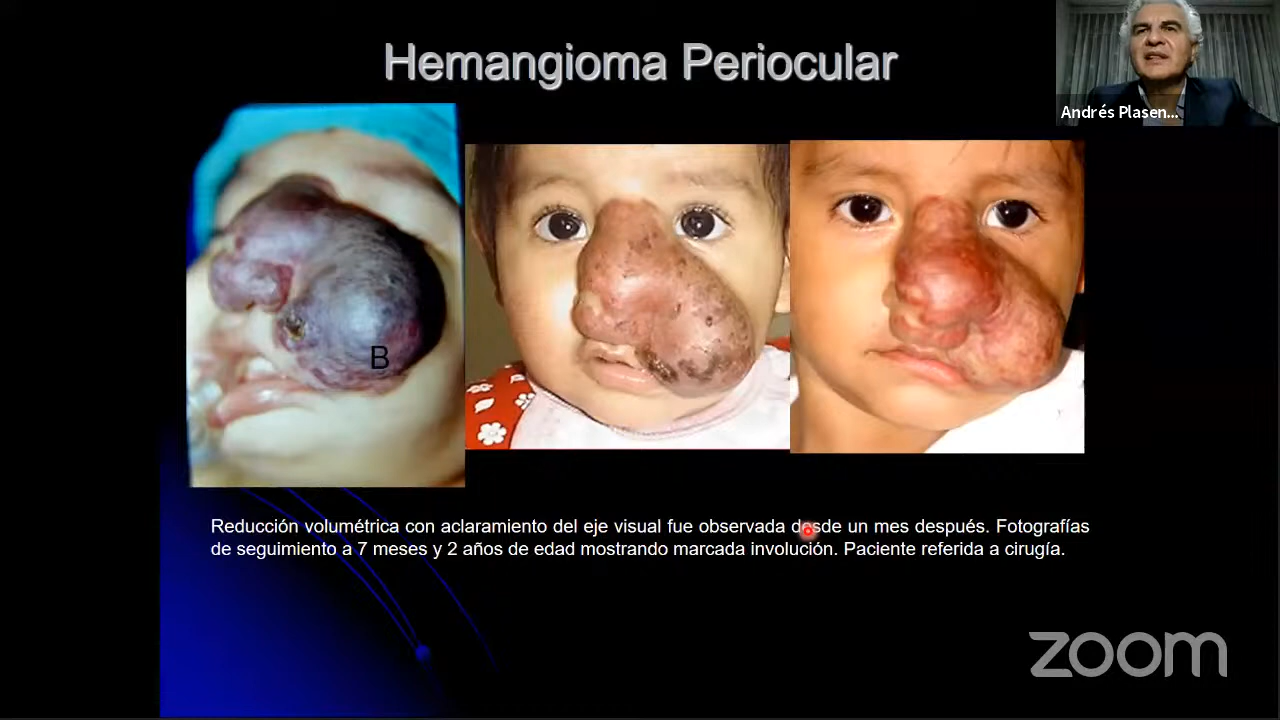 Hemangioma Periocular
Andrés Plasen...
B
Reducción volumétrica con aclaramiento del eje visual fue observada desde un mes después. Fotografías
de seguimiento a 7 meses y 2 años de edad mostrando marcada involución. Paciente referida a cirugía.
zoom